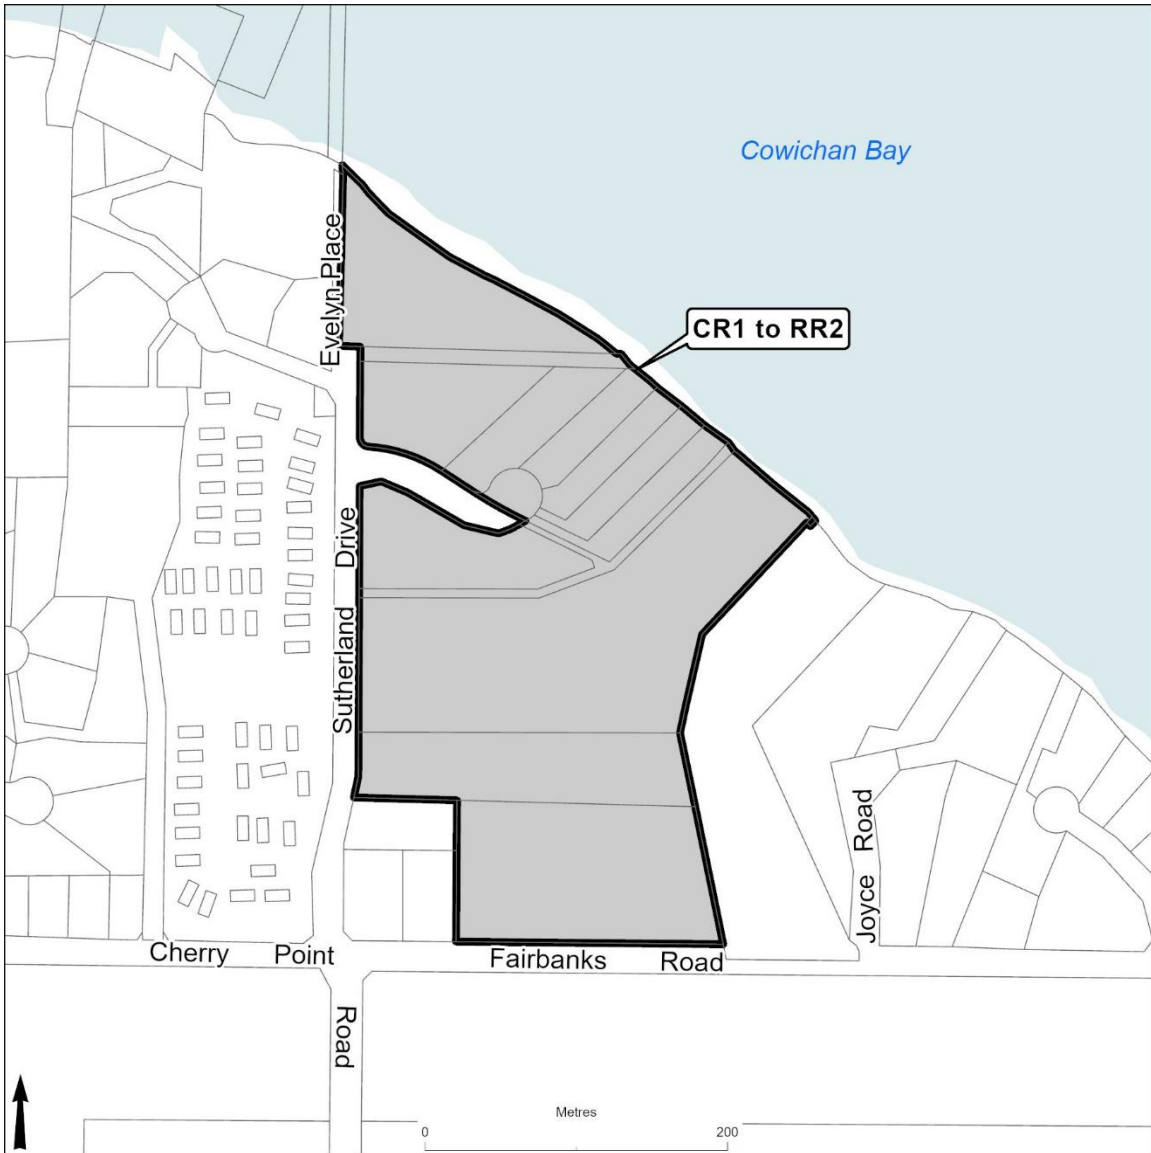 Cowichan Bay
Evelyn Place
CR1 to RR2
Sutherland Drive
Joyce Road
Cherry Point
Road
Fairbanks Road
Metres
0 200